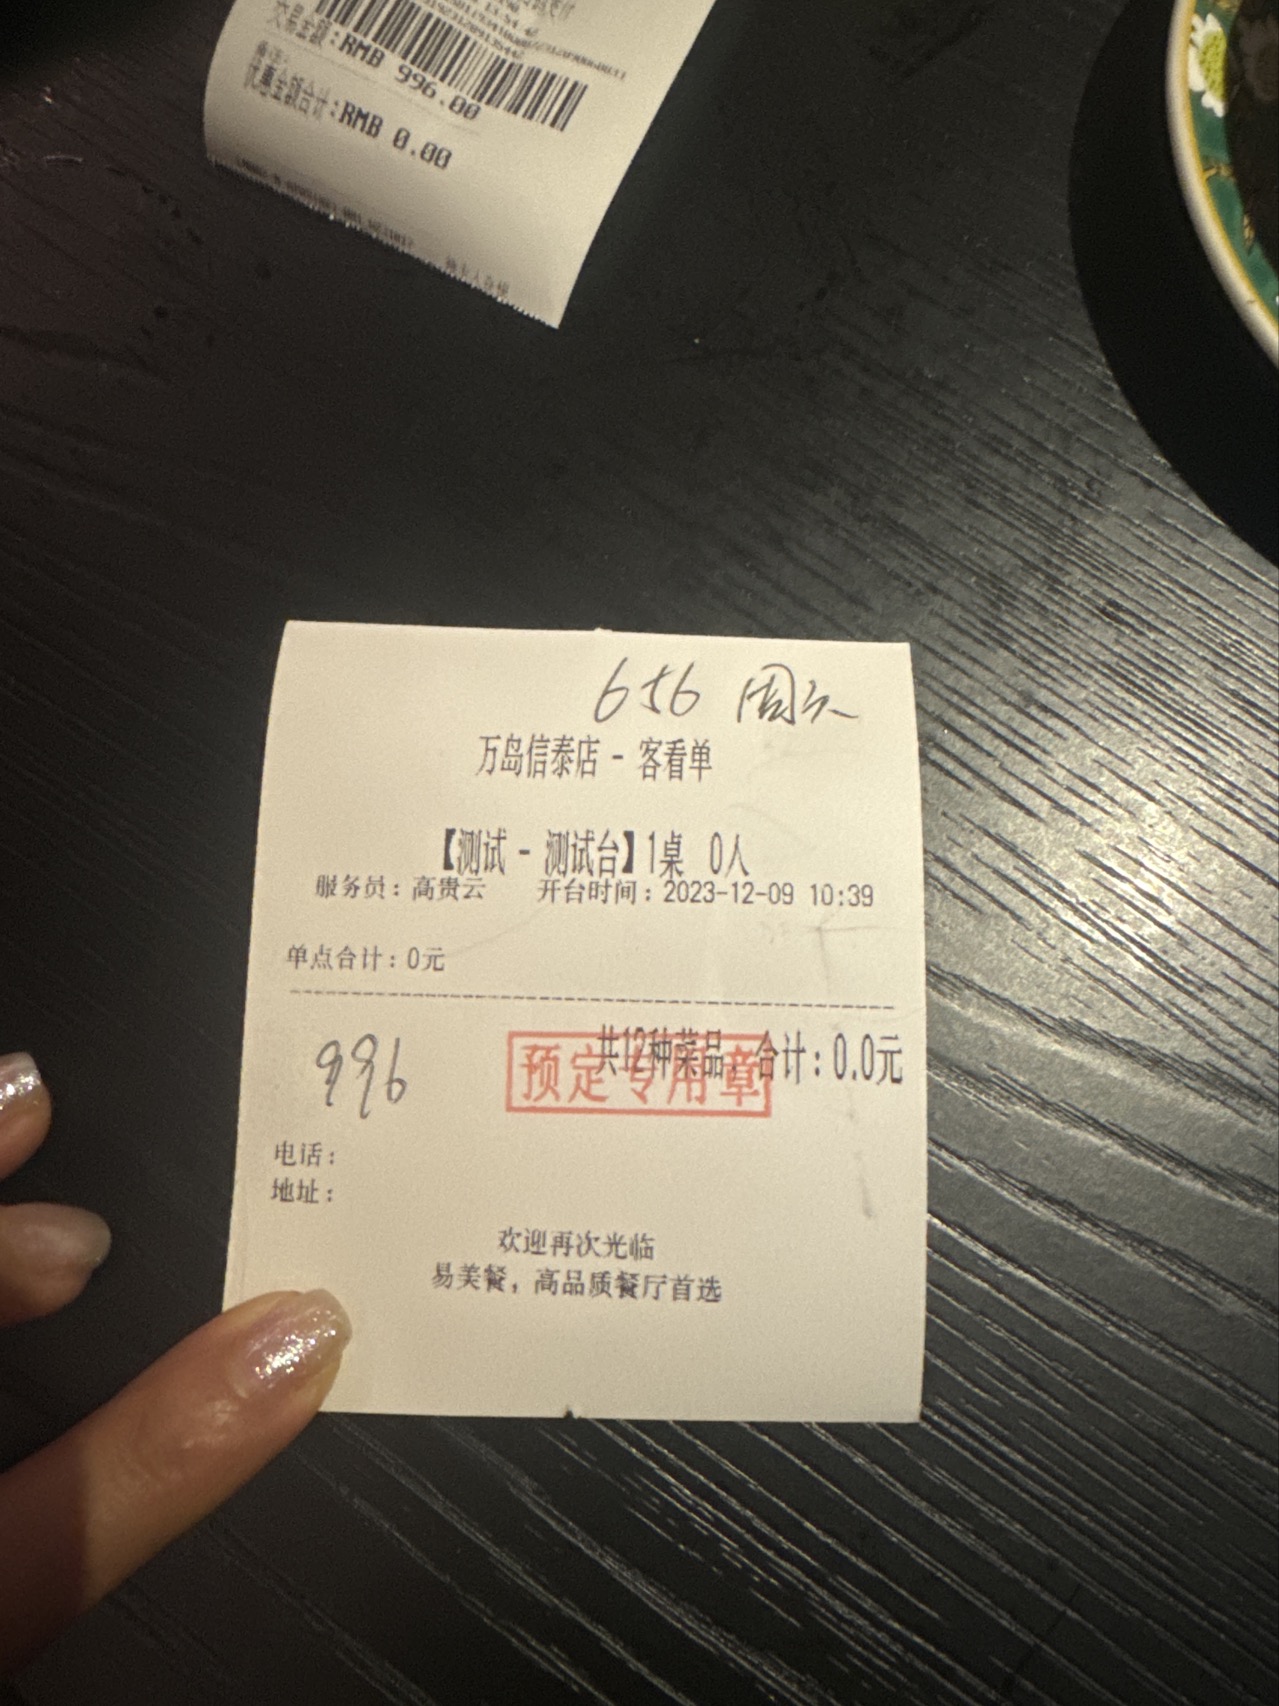 交易金额:RMB 996.00
优惠金额合计:RMB 0.00
656
万岛信泰店 - 客看单
【测试 - 测试台】1桌 0人
服务员：高贵云 开台时间：2023-12-09 10:39
单点合计：0元
共12种菜品，合计：0.0元
996
预定专用章
电话：
地址：
欢迎再次光临
易美餐，高品质餐厅首选